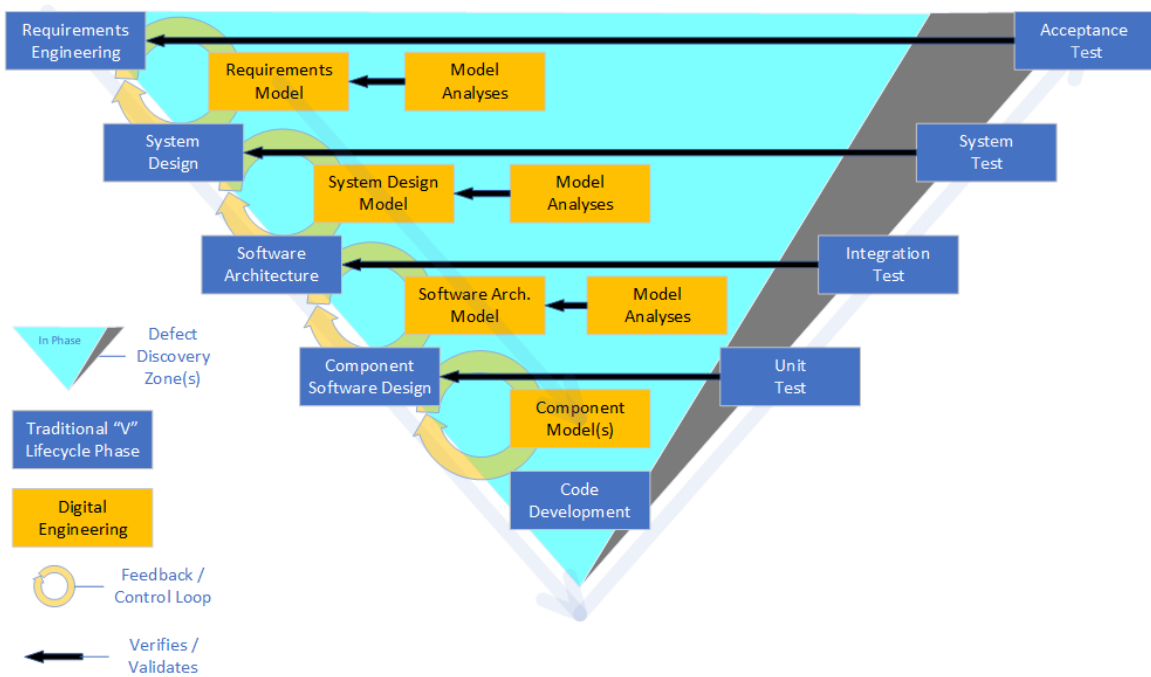 Requirements
Engineering
Acceptance
Test
Requirements
Model
Model
Analyses
System
Design
System
Test
System Design
Model
Model
Analyses
Software
Architecture
Integration
Test
Software Arch.
Model
Model
Analyses
In Phase
Defect
Discovery
Zone(s)
Component
Software Design
Unit
Test
Component
Model(s)
Traditional “V”
Lifecycle Phase
Code
Development
Digital
Engineering
Feedback /
Control Loop
Verifies /
Validates